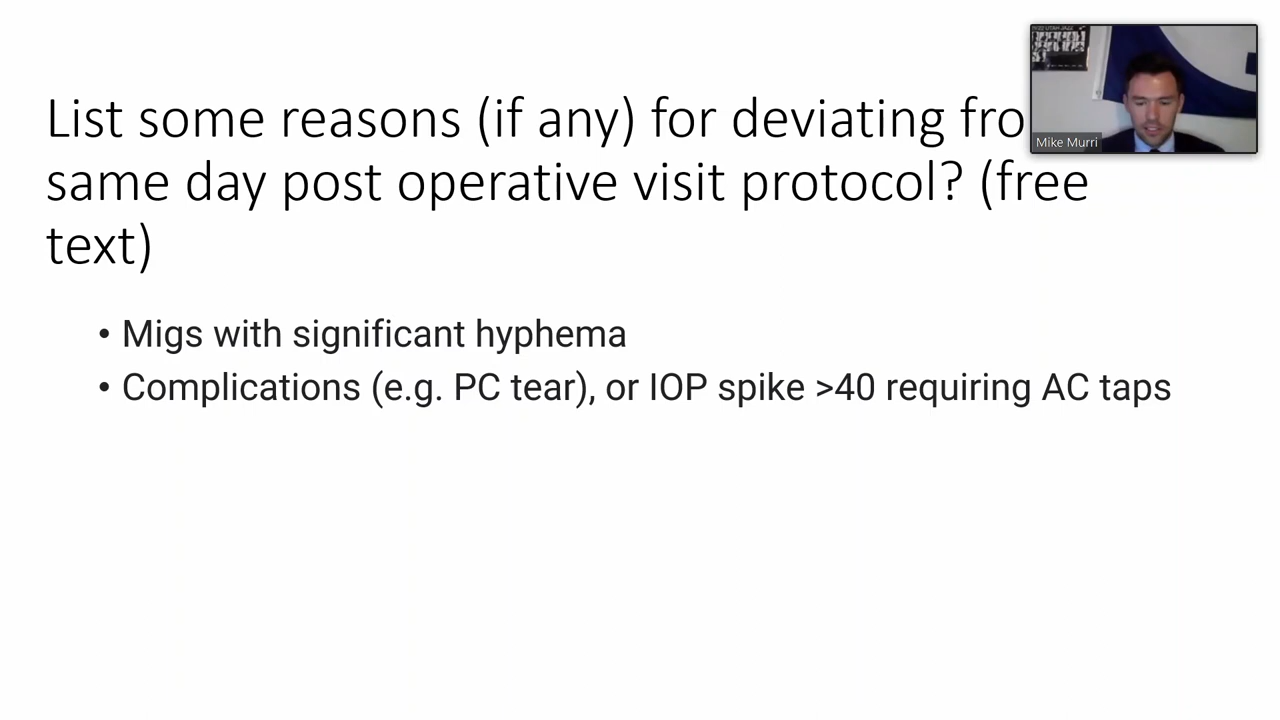 List some reasons (if any) for deviating fro
same day post operative visit protocol? (free
text)
• Migs with significant hyphema
• Complications (e.g. PC tear), or IOP spike >40 requiring AC taps
Mike Murri